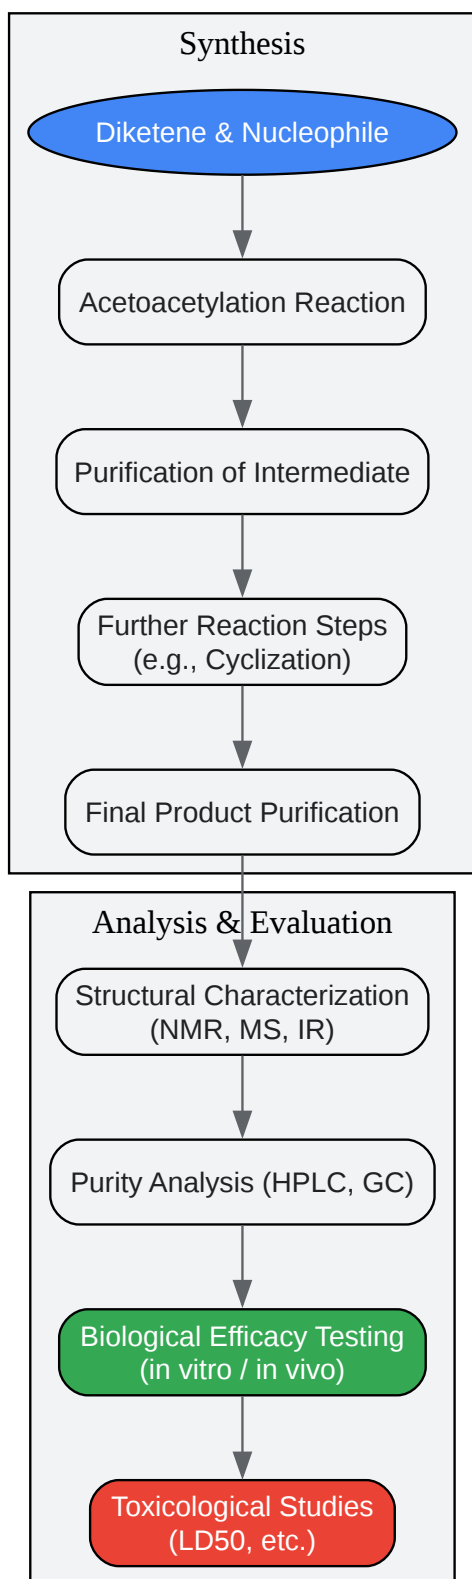 Synthesis
Diketene & Nucleophile
Acetoacetylation Reaction
Purification of Intermediate
Further Reaction Steps
(e.g., Cyclization)
Final Product Purification
Analysis & Evaluation
Structural Characterization
(NMR, MS, IR)
Purity Analysis (HPLC, GC)
Biological Efficacy Testing
(in vitro / in vivo)
Toxicological Studies
(LD50, etc.)